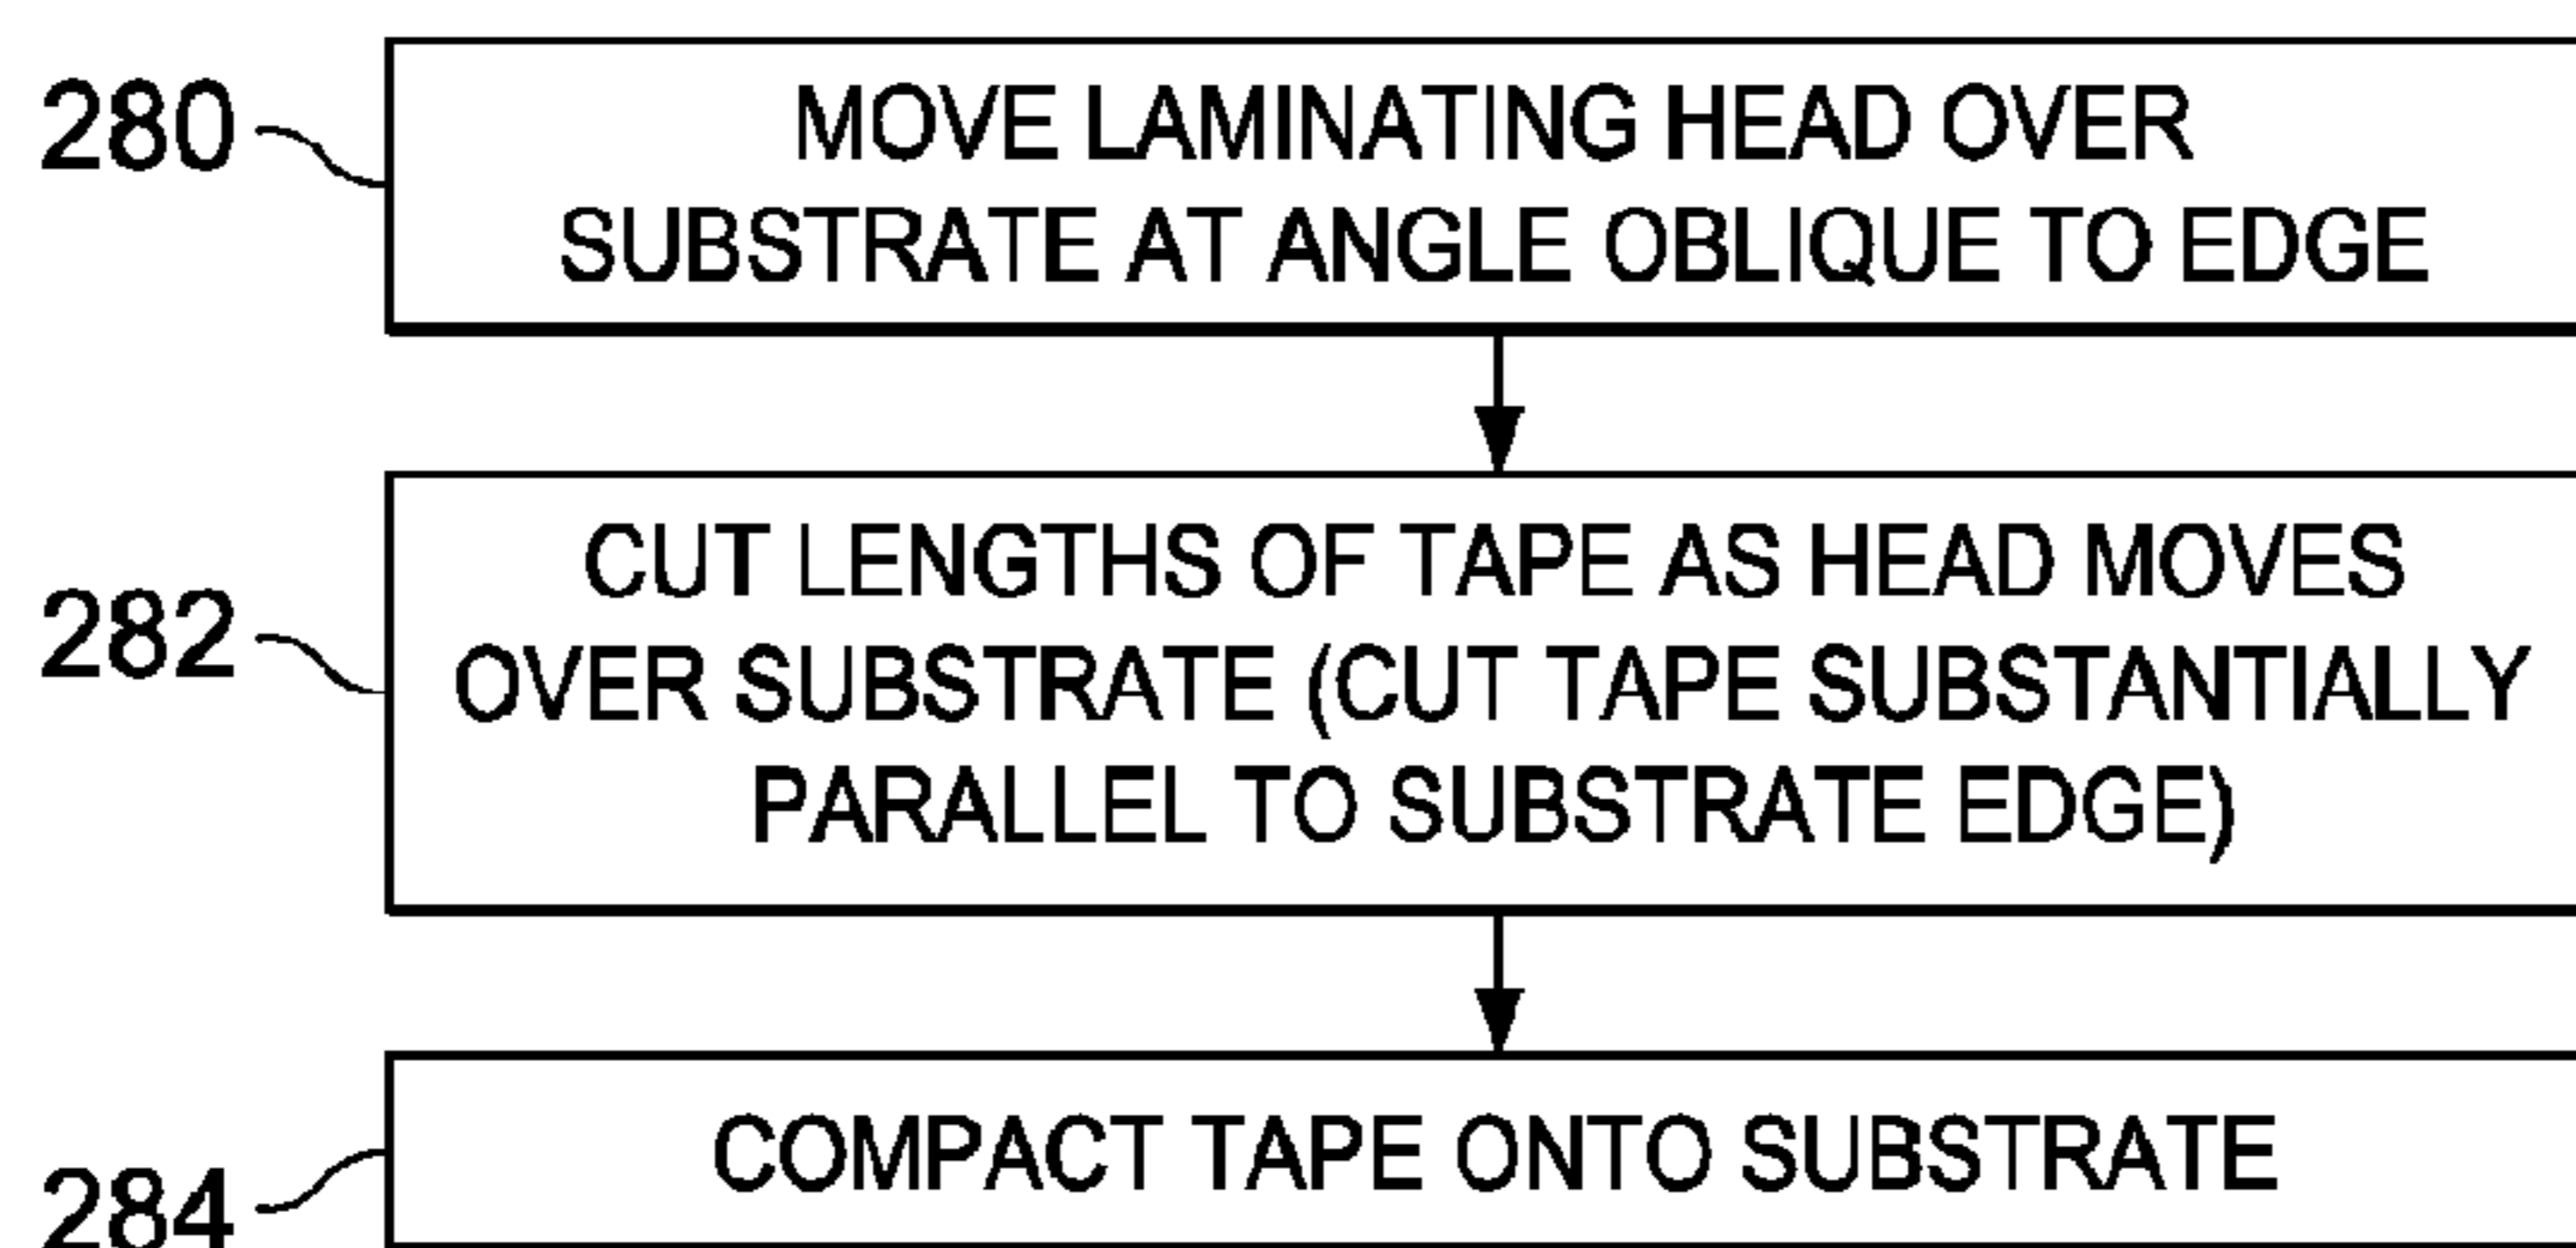 280
MOVE LAMINATING HEAD OVER
SUBSTRATE AT ANGLE OBLIQUE TO EDGE
282
CUT LENGTHS OF TAPE AS HEAD MOVES
OVER SUBSTRATE (CUT TAPE SUBSTANTIALLY
PARALLEL TO SUBSTRATE EDGE)
284
COMPACT TAPE ONTO SUBSTRATE